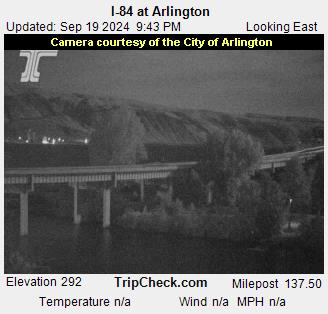 I-84 at Arlington
Updated: Sep 19 2024 9:43 PM Looking East
Camera courtesy of the City of Arlington
Elevation 292 TripCheck.com Milepost 137.50
Temperature n/a Wind n/a MPH n/a